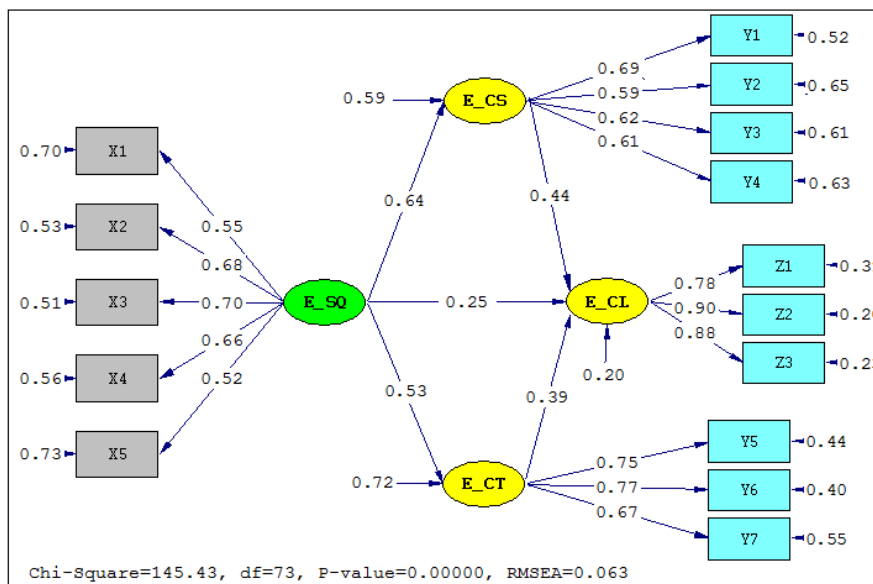 Y1
0.52
0.69
0.59
E_CS
0.59
Y2
0.65
0.62
Y3
0.61
0.61
Y4
0.63
0.70
X1
0.64
0.44
0.53
X2
0.55
0.68
0.78
Z1
0.51
X3
0.70
E_SQ
0.25
E_CL
0.90
Z2
0.88
0.56
X4
0.66
Z3
0.20
0.52
0.53
0.39
0.73
X5
0.75
Y5
0.44
0.72
E_CT
0.77
Y6
0.40
0.67
Y7
0.55
Chi-Square=145.43, df=73, P-value=0.00000, RMSEA=0.063